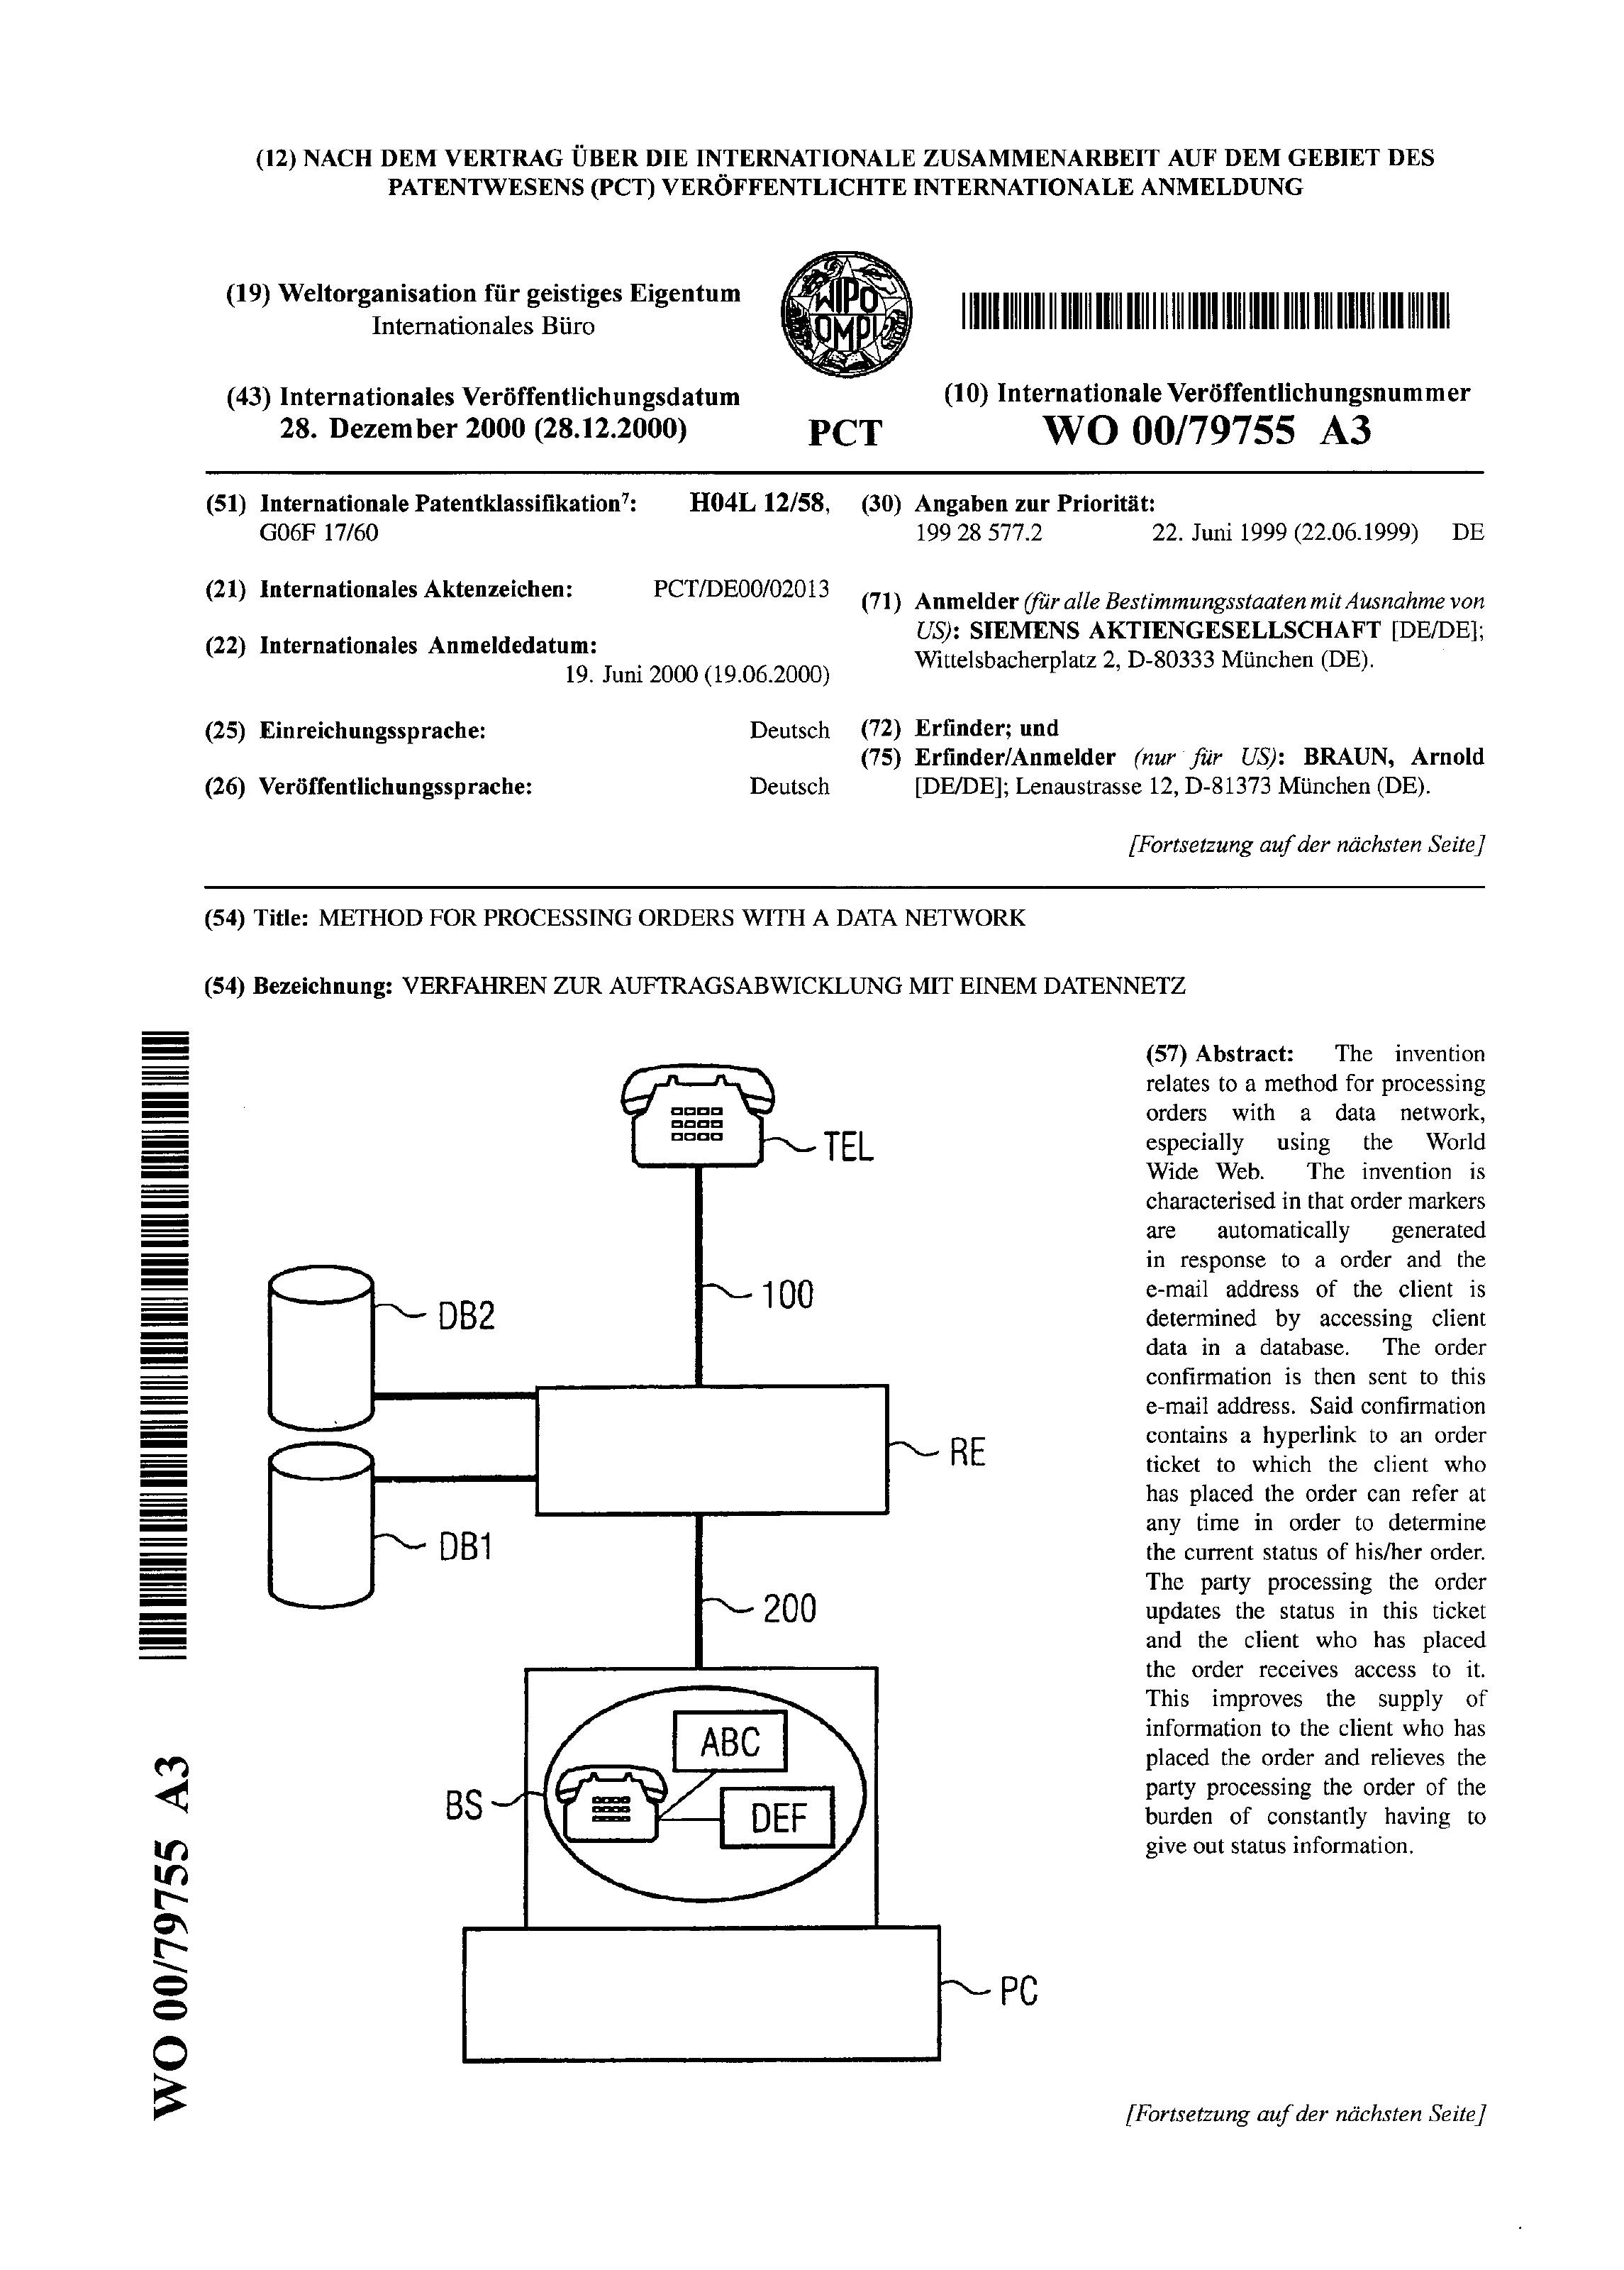 (12) NACH DEM VERTRAG ÜBER DIE INTERNATIONALE ZUSAMMENARBEIT AUF DEM GEBIET DES
PATENTWESENS (PCT) VERÖFFENTLICHTE INTERNATIONALE ANMELDUNG
(19) Weltorganisation für geistiges Eigentum
Internationales Büro
WIPO
OMPI
(43) Internationales Veröffentlichungsdatum
28. Dezember 2000 (28.12.2000)
PCT
(10) Internationale Veröffentlichungsnummer
WO 00/79755 A3
(51) Internationale Patentklassifikation⁷: H04L 12/58,
G06F 17/60
(21) Internationales Aktenzeichen: PCT/DE00/02013
(22) Internationales Anmeldedatum:
19. Juni 2000 (19.06.2000)
(25) Einreichungssprache: Deutsch
(26) Veröffentlichungssprache: Deutsch
(30) Angaben zur Priorität:
199 28 577.2 22. Juni 1999 (22.06.1999) DE
(71) Anmelder (für alle Bestimmungsstaaten mit Ausnahme von
US): SIEMENS AKTIENGESELLSCHAFT [DE/DE];
Wittelsbacherplatz 2, D-80333 München (DE).
(72) Erfinder; und
(75) Erfinder/Anmelder (nur für US): BRAUN, Arnold
[DE/DE]; Lenaustrasse 12, D-81373 München (DE).
[Fortsetzung auf der nächsten Seite]
(54) Title: METHOD FOR PROCESSING ORDERS WITH A DATA NETWORK
(54) Bezeichnung: VERFAHREN ZUR AUFTRAGSABWICKLUNG MIT EINEM DATENNETZ
TEL
100
DB2
RE
DB1
200
ABC
BS
DEF
PC
(57) Abstract: The invention
relates to a method for processing
orders with a data network,
especially using the World
Wide Web. The invention is
characterised in that order markers
are automatically generated
in response to a order and the
e-mail address of the client is
determined by accessing client
data in a database. The order
confirmation is then sent to this
e-mail address. Said confirmation
contains a hyperlink to an order
ticket to which the client who
has placed the order can refer at
any time in order to determine
the current status of his/her order.
The party processing the order
updates the status in this ticket
and the client who has placed
the order receives access to it.
This improves the supply of
information to the client who has
placed the order and relieves the
party processing the order of the
burden of constantly having to
give out status information.
WO 00/79755 A3
[Fortsetzung auf der nächsten Seite]